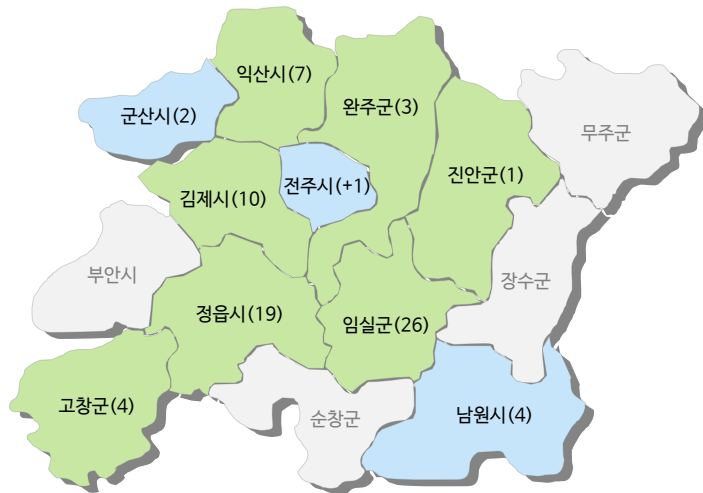 익산시(7)
완주군(3)
군산시(2)
무주군
진안군(1)
전주시(+1)
김제시(10)
부안시
장수군
정읍시(19)
임실군(26)
고창군(4)
순창군
남원시(4)